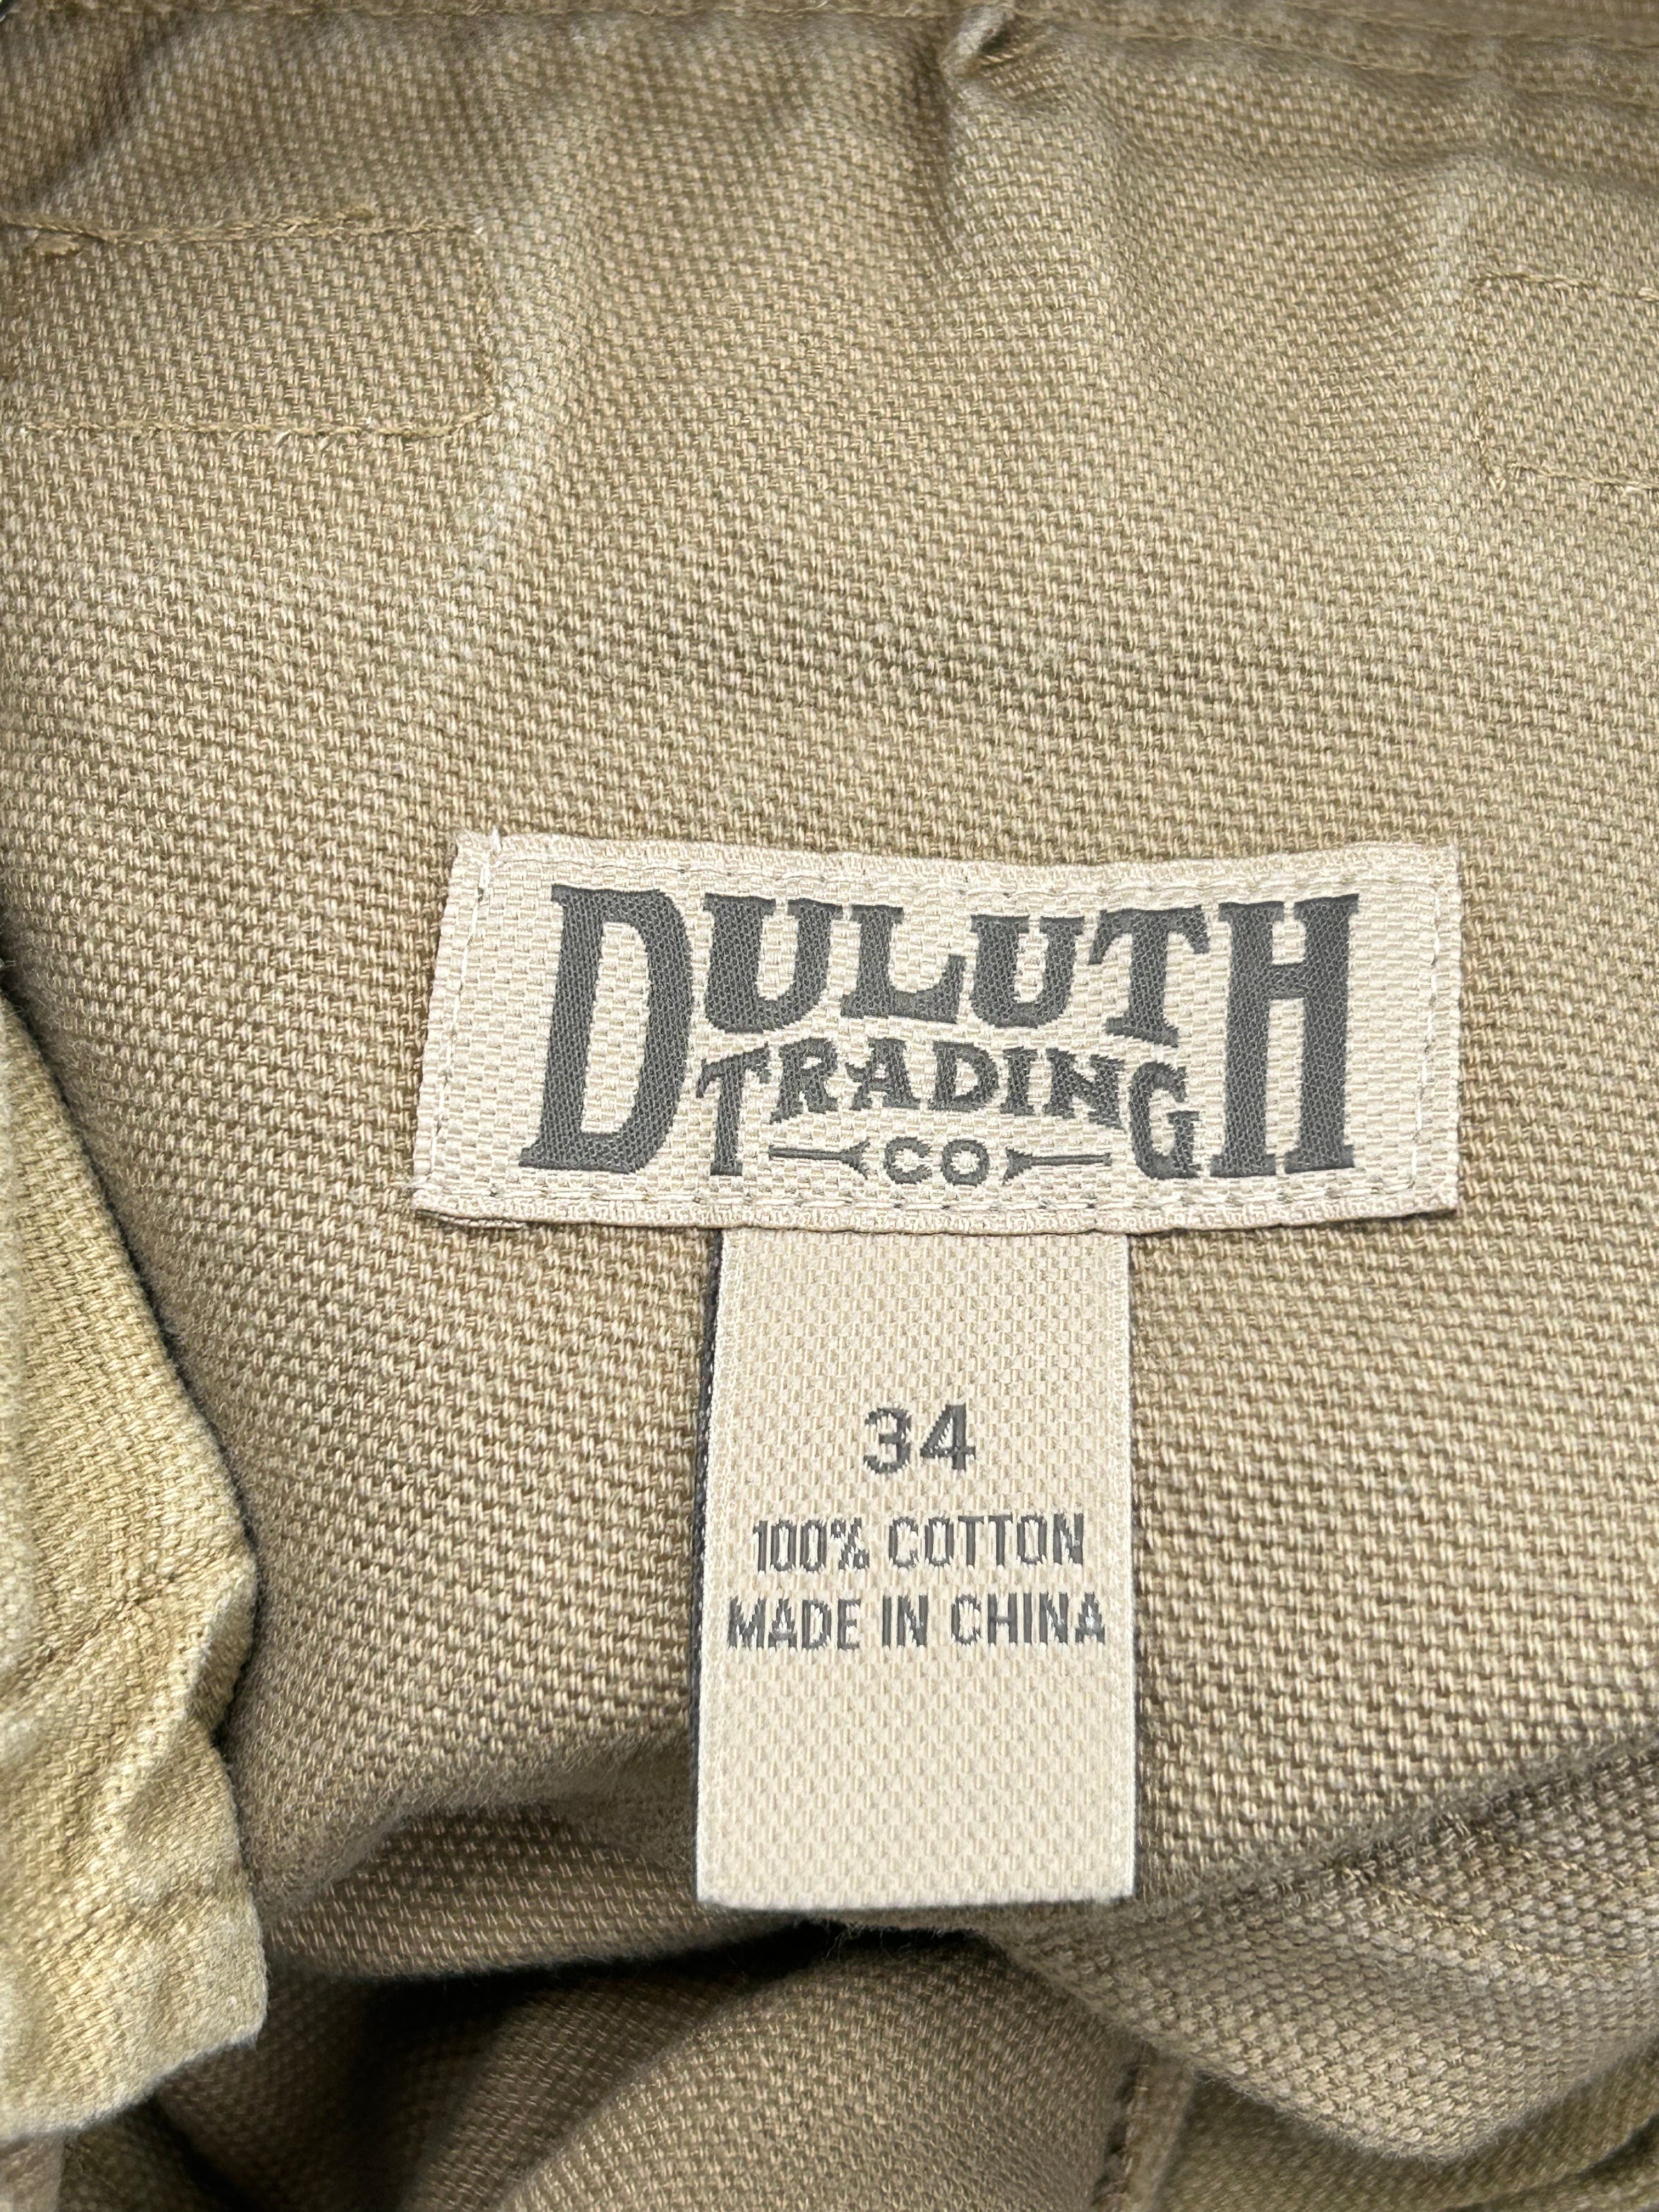 DULUTH
TRADING
CO
34
100% COTTON
MADE IN CHINA